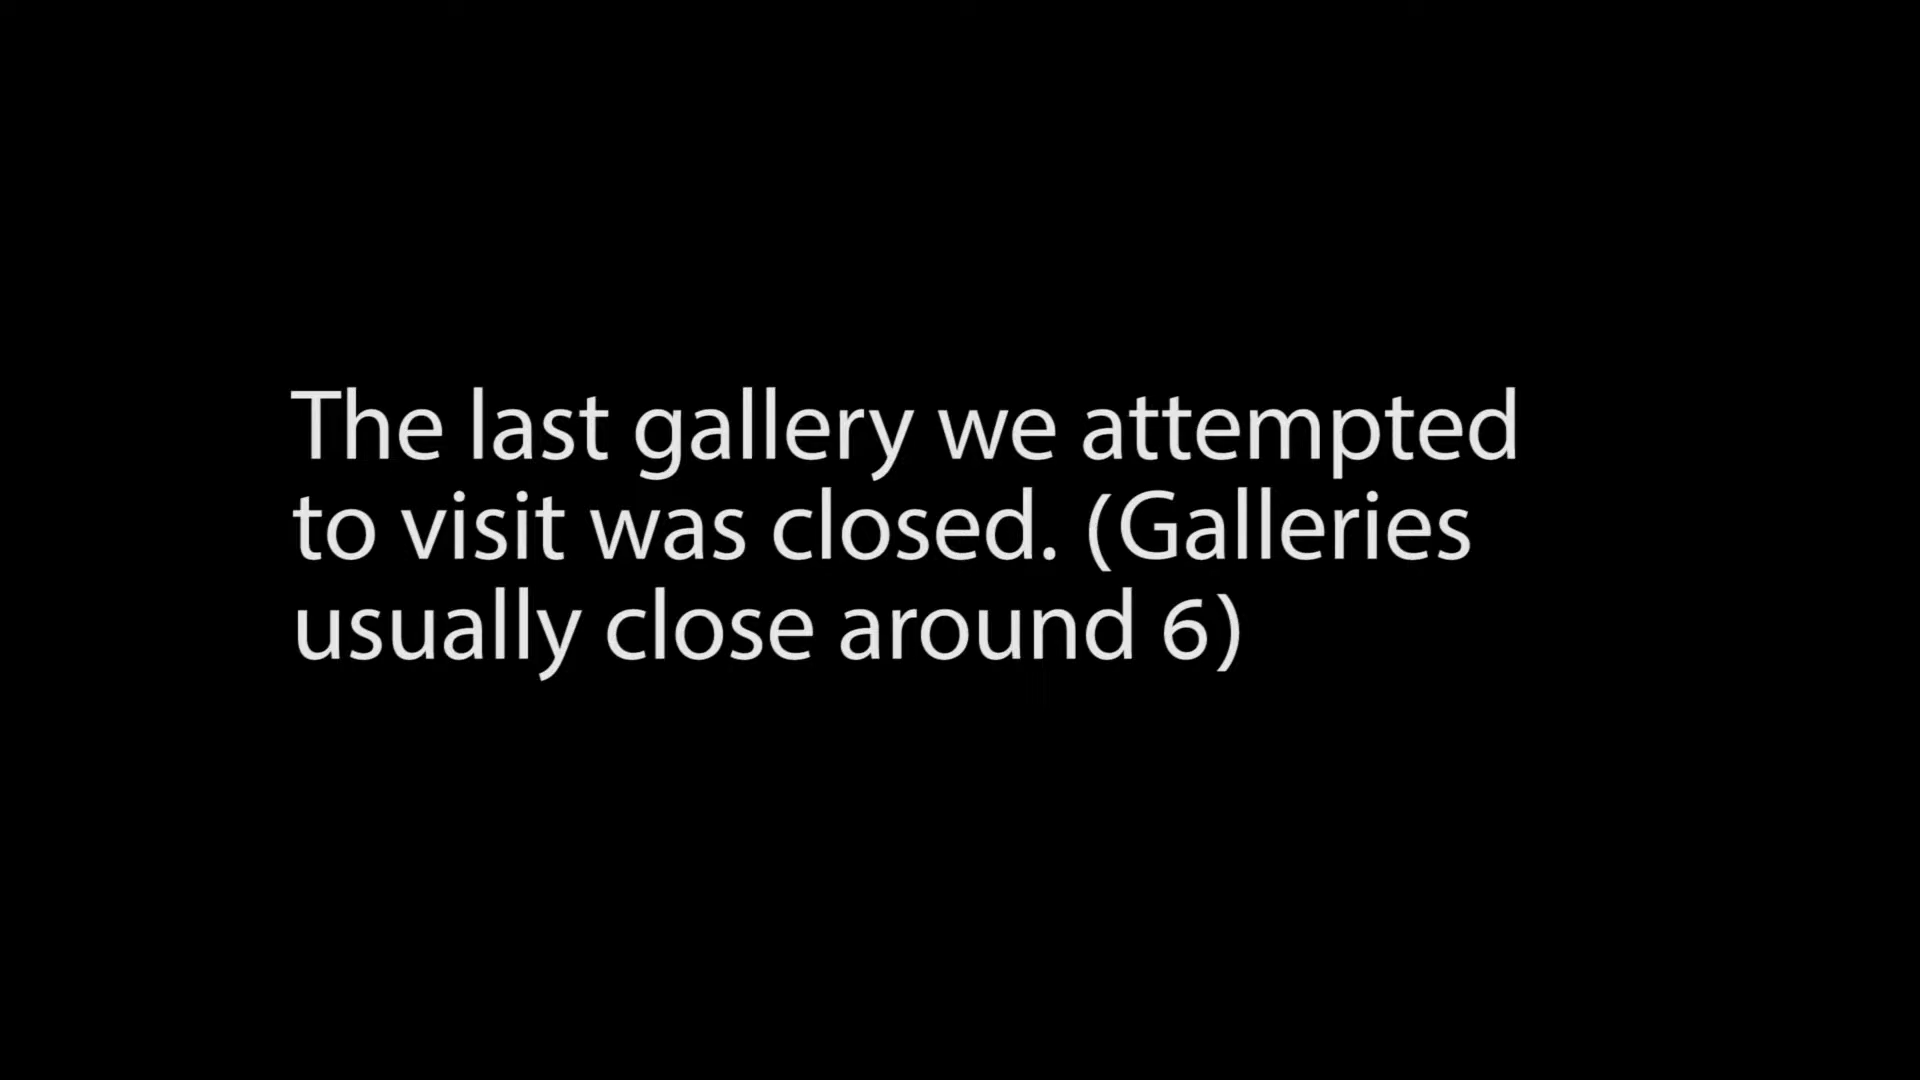 The last gallery we attempted
to visit was closed. (Galleries
usually close around 6)